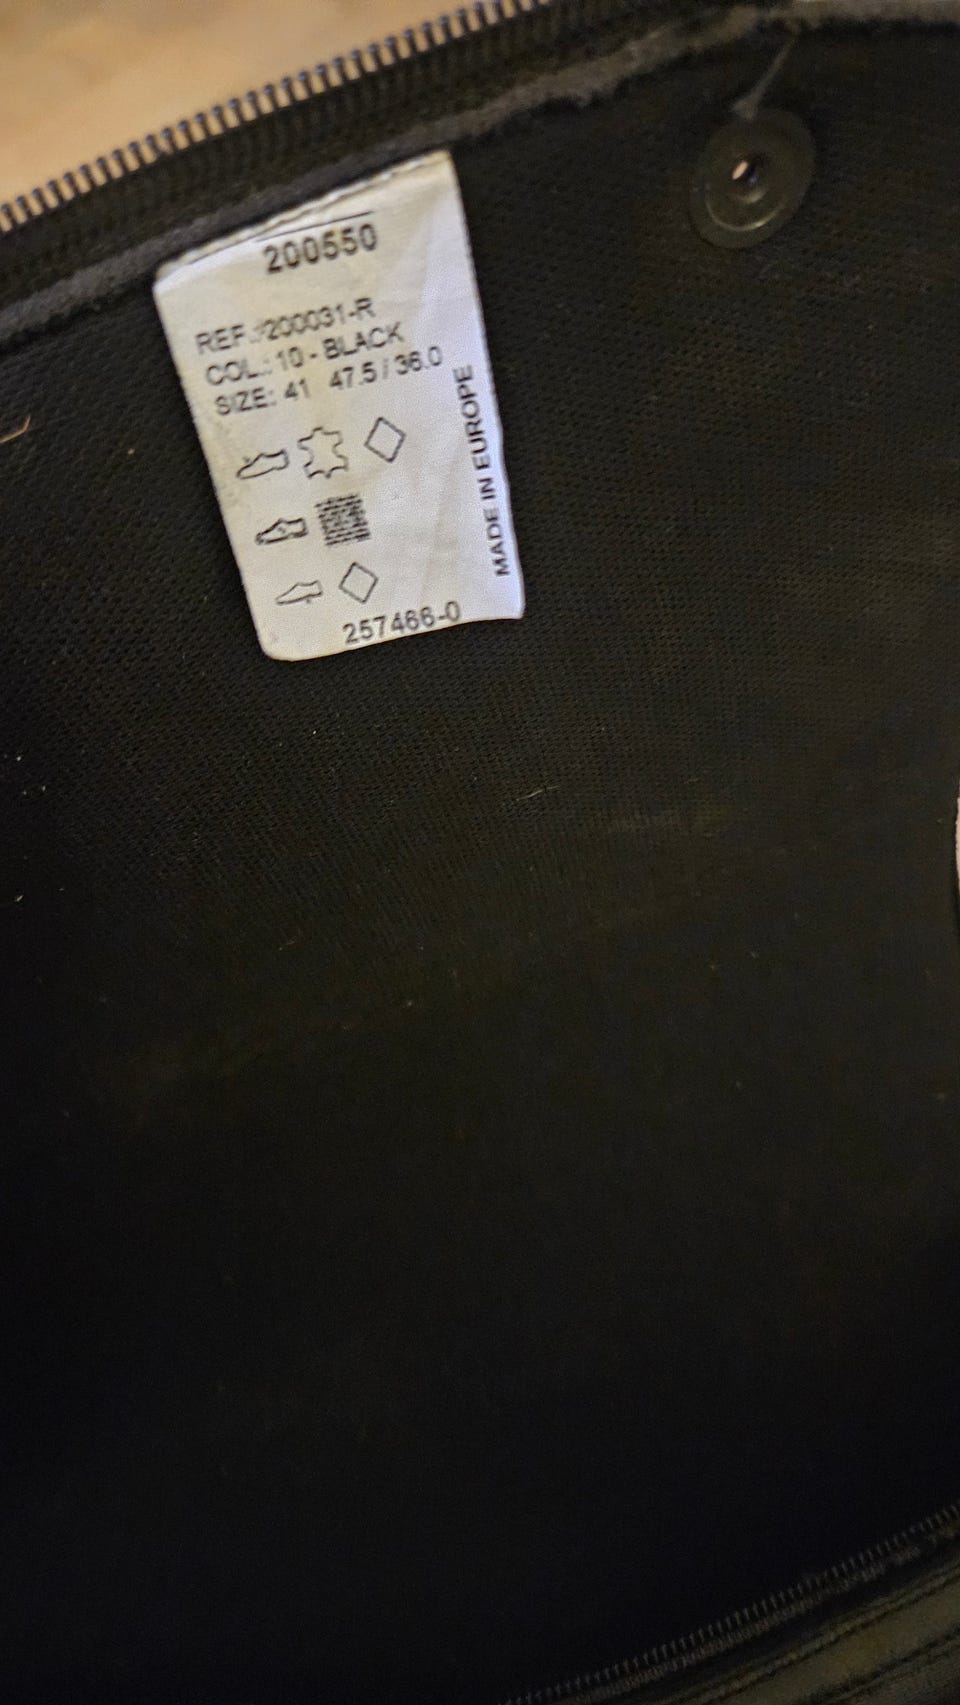 200550
REF.:200031-R
COL.: 10 - BLACK
SIZE: 41 47.5 / 36.0
MADE IN EUROPE
257466-0